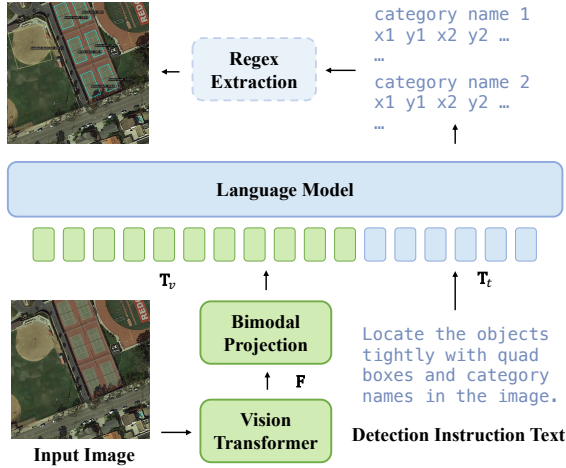 category name 1
x1 y1 x2 y2 …
…
category name 2
x1 y1 x2 y2 …
…
Regex
Extraction
Language Model
T𝑣
T𝑡
Bimodal
Projection
F
Vision
Transformer
Locate the objects
tightly with quad
boxes and category
names in the image.
Input Image
Detection Instruction Text